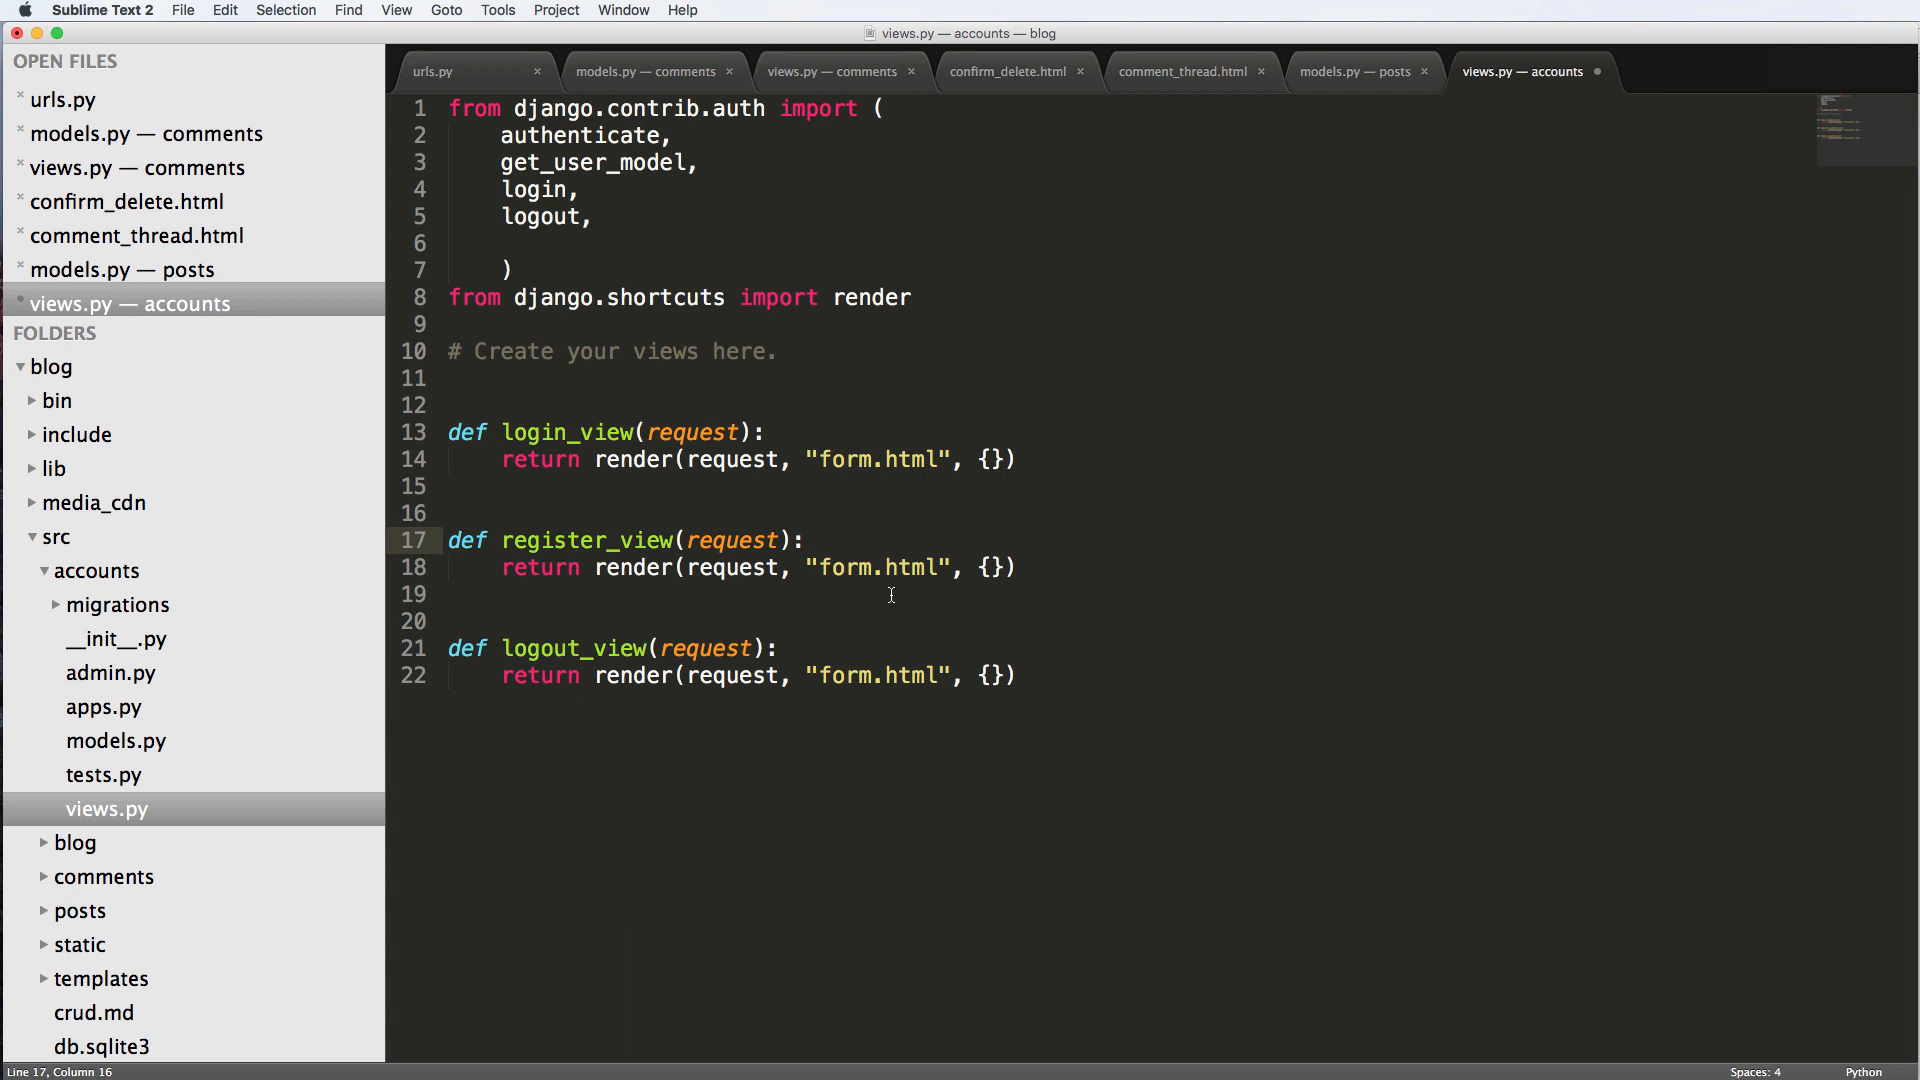 Sublime Text 2 File Edit Selection Find View Goto Tools Project Window Help
views.py — accounts — blog
OPEN FILES
urls.py
models.py — comments
views.py — comments
confirm_delete.html
comment_thread.html
models.py — posts
views.py — accounts
FOLDERS
blog
bin
include
lib
media_cdn
src
accounts
migrations
__init__.py
admin.py
apps.py
models.py
tests.py
views.py
blog
comments
posts
static
templates
crud.md
db.sqlite3
urls.py models.py — comments views.py — comments confirm_delete.html comment_thread.html models.py — posts views.py — accounts
1 from django.contrib.auth import (
2     authenticate,
3     get_user_model,
4     login,
5     logout,
6
7     )
8 from django.shortcuts import render
9
10 # Create your views here.
11
12
13 def login_view(request):
14     return render(request, "form.html", {})
15
16
17 def register_view(request):
18     return render(request, "form.html", {})
19
20
21 def logout_view(request):
22     return render(request, "form.html", {})
Line 17, Column 16 Spaces: 4 Python